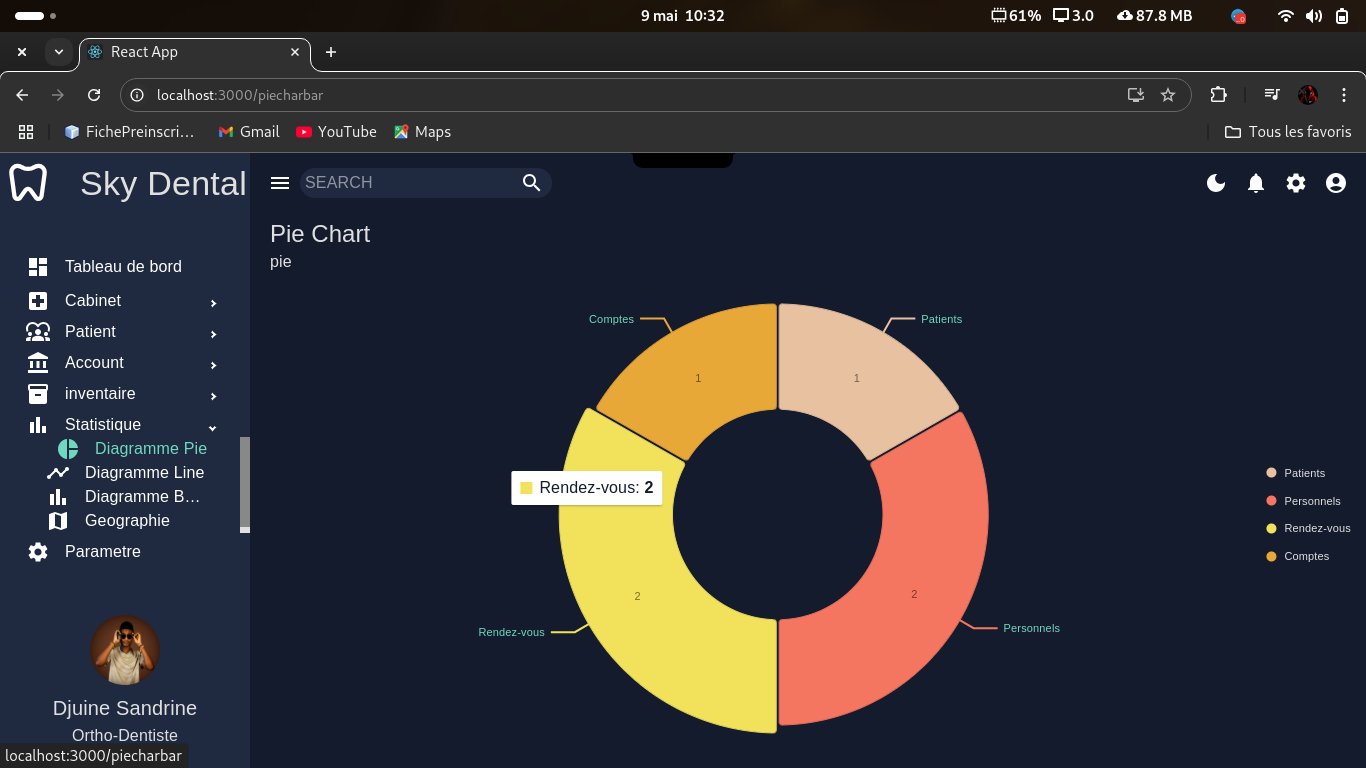 9 mai 10:32
61% 3.0 87.8 MB
React App
localhost:3000/piecharbar
FichePreinscri… Gmail YouTube Maps Tous les favoris
Sky Dental
SEARCH
Tableau de bord
Cabinet
Patient
Account
inventaire
Statistique
Diagramme Pie
Diagramme Line
Diagramme B…
Geographie
Parametre
Djuine Sandrine
Ortho-Dentiste
localhost:3000/piecharbar
Pie Chart
pie
Comptes
Patients
1
1
Rendez-vous: 2
2
2
Rendez-vous
Personnels
Patients
Personnels
Rendez-vous
Comptes